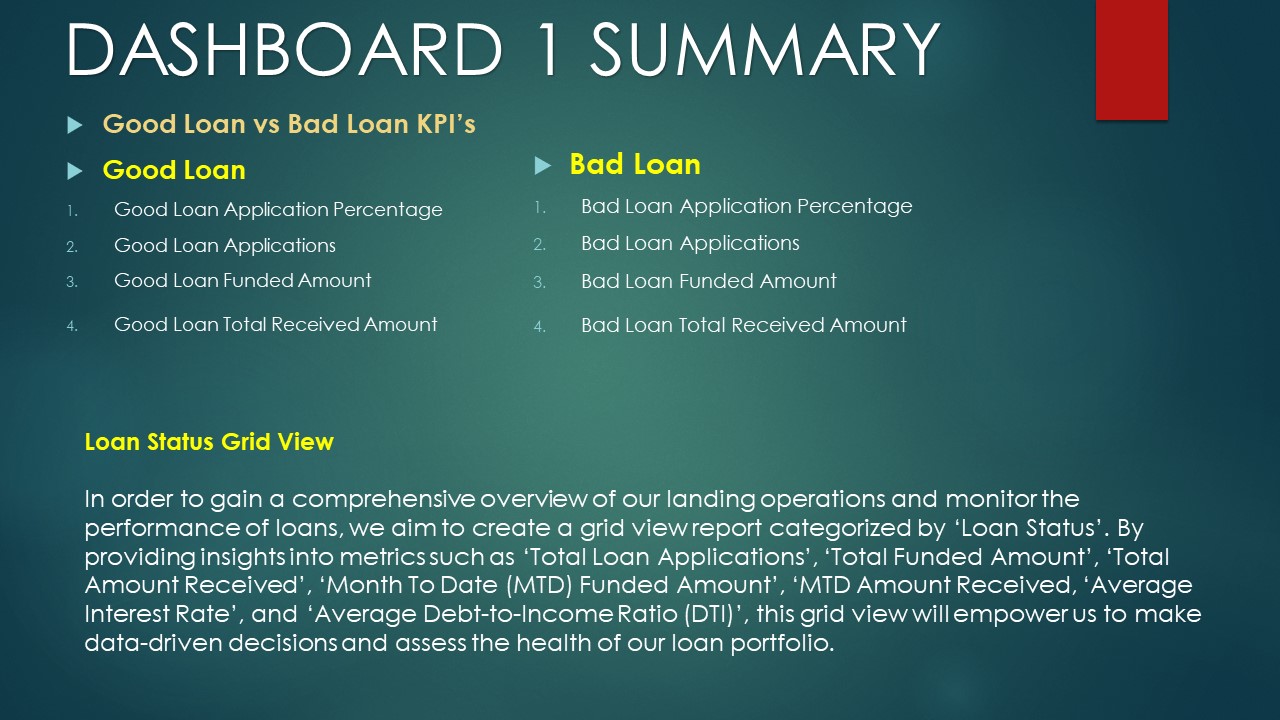 DASHBOARD 1 SUMMARY
Good Loan vs Bad Loan KPI’s
Good Loan
1. Good Loan Application Percentage
2. Good Loan Applications
3. Good Loan Funded Amount
4. Good Loan Total Received Amount
Bad Loan
1. Bad Loan Application Percentage
2. Bad Loan Applications
3. Bad Loan Funded Amount
4. Bad Loan Total Received Amount
Loan Status Grid View
In order to gain a comprehensive overview of our landing operations and monitor the
performance of loans, we aim to create a grid view report categorized by ‘Loan Status’. By
providing insights into metrics such as ‘Total Loan Applications’, ‘Total Funded Amount’, ‘Total
Amount Received’, ‘Month To Date (MTD) Funded Amount’, ‘MTD Amount Received, ‘Average
Interest Rate’, and ‘Average Debt-to-Income Ratio (DTI)’, this grid view will empower us to make
data-driven decisions and assess the health of our loan portfolio.